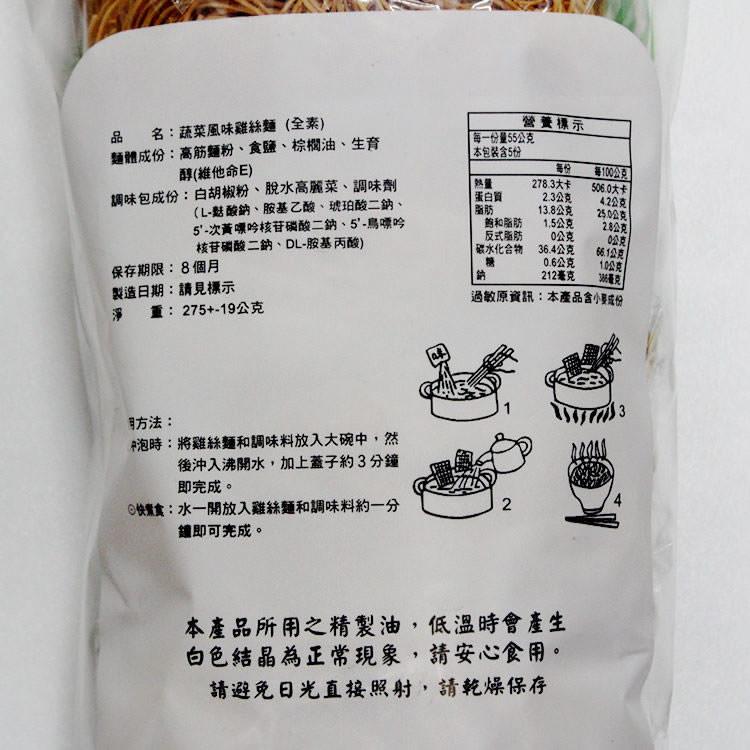 品　　名：蔬菜風味雞絲麵 (全素)
麵體成份：高筋麵粉、食鹽、棕櫚油、生育
醇(維他命E)
調味包成份：白胡椒粉、脫水高麗菜、調味劑
(L-麩酸鈉、胺基乙酸、琥珀酸二鈉、
5'-次黃嘌呤核苷磷酸二鈉、5'-鳥嘌呤
核苷磷酸二鈉、DL-胺基丙酸)
保存期限：8個月
製造日期：請見標示
淨　　重：275+-19公克
營養標示
每一份量55公克
本包裝含5份
每份 每100公克
熱量 278.3大卡 506.0大卡
蛋白質 2.3公克 4.2公克
脂肪 13.8公克 25.0公克
飽和脂肪 1.5公克 2.8公克
反式脂肪 0公克 0公克
碳水化合物 36.4公克 66.1公克
糖 0.6公克 1.0公克
鈉 212毫克 386毫克
過敏原資訊：本產品含小麥成份
用方法：
沖泡時：將雞絲麵和調味料放入大碗中，然
後沖入沸開水，加上蓋子約3分鐘
即完成。
⊙快煮食：水一開放入雞絲麵和調味料約一分
鐘即可完成。
味
1
3
2
4
本產品所用之精製油，低溫時會產生
白色結晶為正常現象，請安心食用。
請避免日光直接照射，請乾燥保存